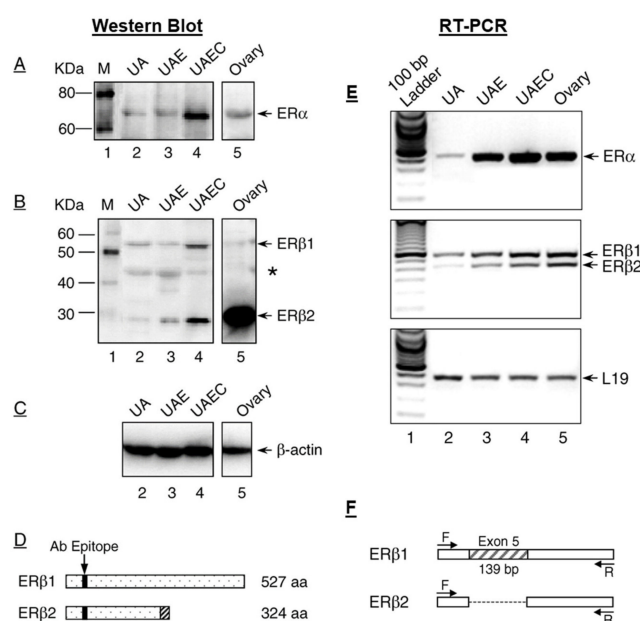 Western Blot
A
KDa M UA UAE UAEC Ovary
80
60
ERα
1 2 3 4 5
B
KDa M UA UAE UAEC Ovary
60
50
40
30
ERβ1
*
ERβ2
1 2 3 4 5
C
UA UAE UAEC Ovary
β-actin
2 3 4 5
D
Ab Epitope
ERβ1 527 aa
ERβ2 324 aa
RT-PCR
E
100 bp
Ladder UA UAE UAEC Ovary
ERα
ERβ1
ERβ2
L19
1 2 3 4 5
F
F Exon 5
ERβ1
139 bp R
F
ERβ2
R